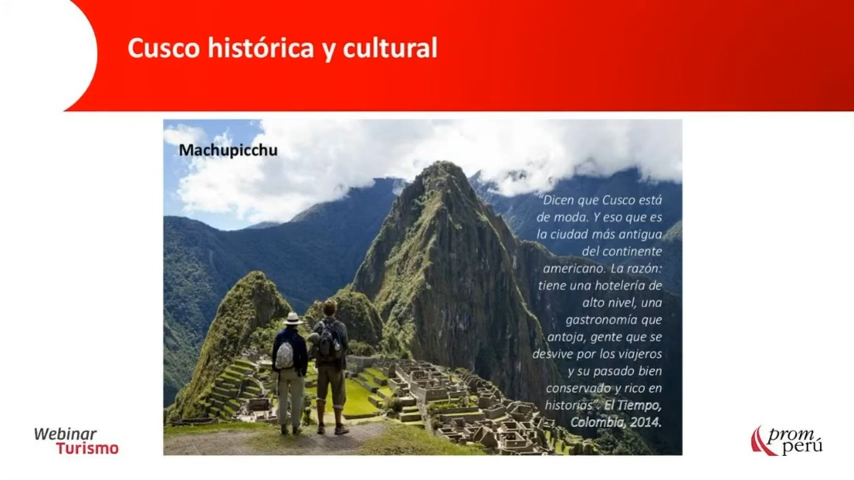 Cusco histórica y cultural
Machupicchu
"Dicen que Cusco está
de moda. Y eso que es
la ciudad más antigua
del continente
americano. La razón:
tiene una hotelería de
alto nivel, una
gastronomía que
antoja, gente que se
desvive por los viajeros
y su pasado bien
conservado y rico en
historias". El Tiempo,
Colombia, 2014.
Webinar
Turismo
prom
perú